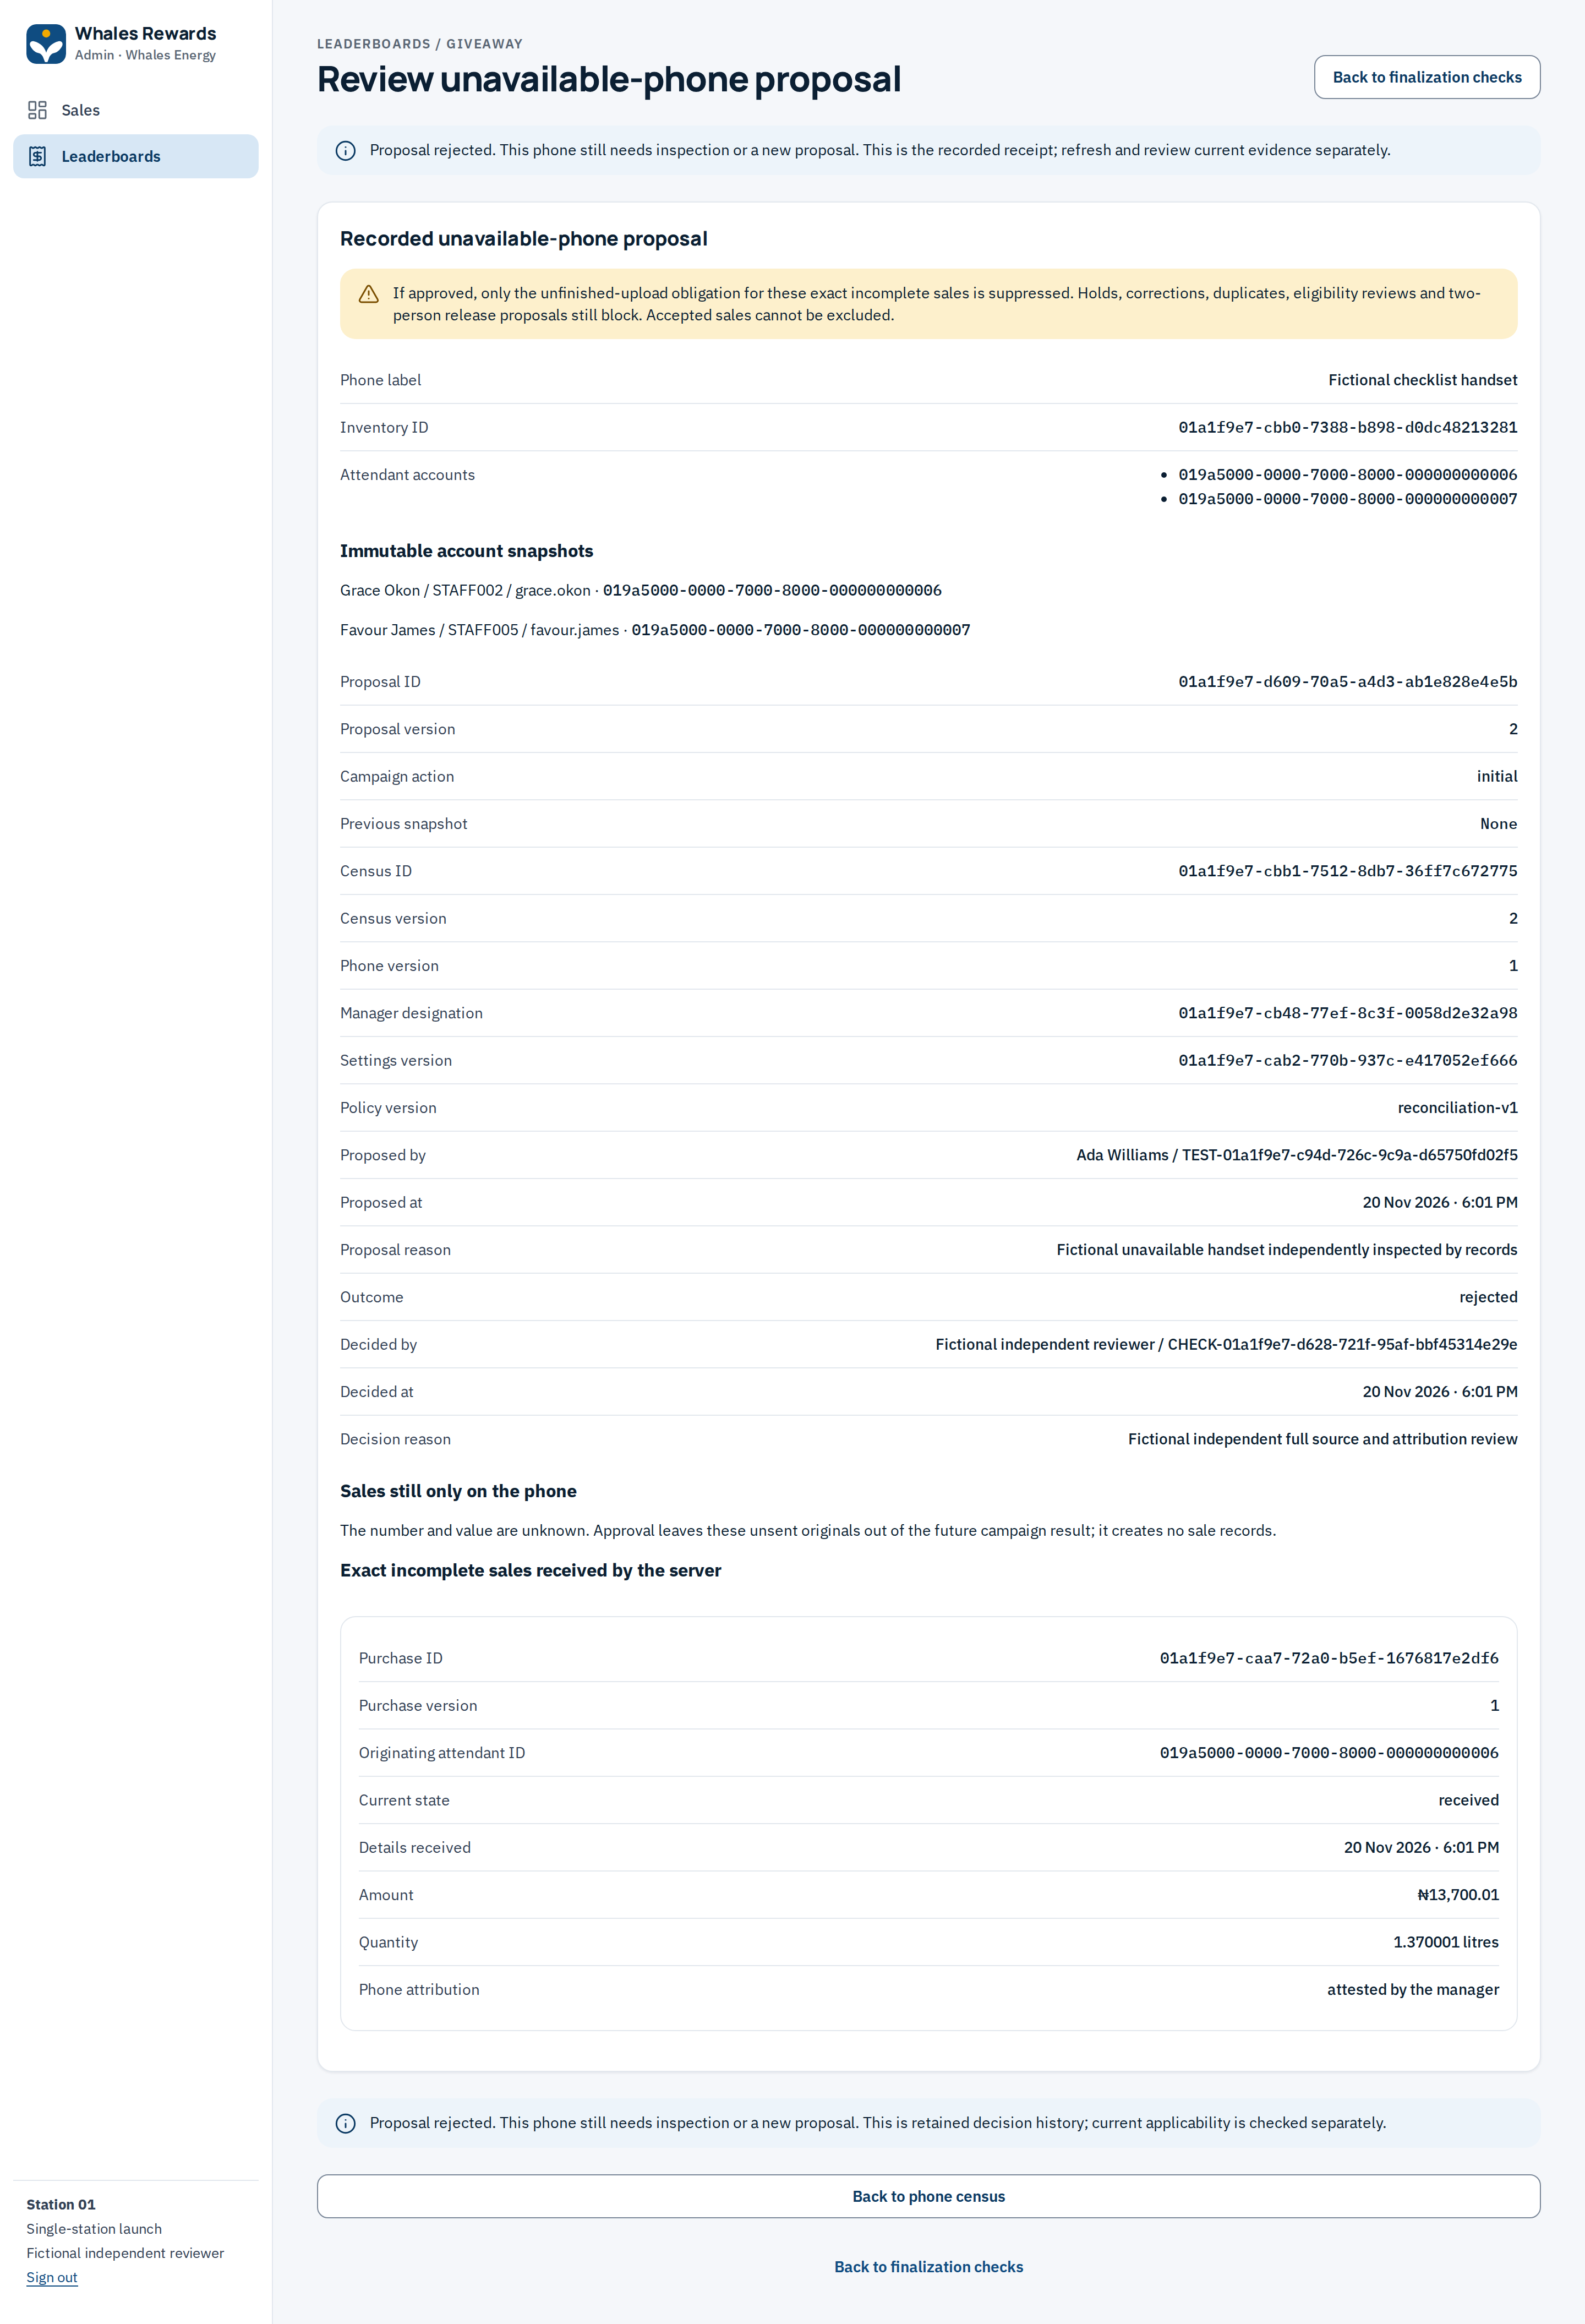 Whales Rewards
Admin · Whales Energy
Sales
Leaderboards
LEADERBOARDS / GIVEAWAY
Review unavailable-phone proposal
Back to finalization checks
Proposal rejected. This phone still needs inspection or a new proposal. This is the recorded receipt; refresh and review current evidence separately.
Recorded unavailable-phone proposal
If approved, only the unfinished-upload obligation for these exact incomplete sales is suppressed. Holds, corrections, duplicates, eligibility reviews and two-
person release proposals still block. Accepted sales cannot be excluded.
Phone label Fictional checklist handset
Inventory ID 01a1f9e7-cbb0-7388-b898-d0dc48213281
Attendant accounts • 019a5000-0000-7000-8000-000000000006
• 019a5000-0000-7000-8000-000000000007
Immutable account snapshots
Grace Okon / STAFF002 / grace.okon · 019a5000-0000-7000-8000-000000000006
Favour James / STAFF005 / favour.james · 019a5000-0000-7000-8000-000000000007
Proposal ID 01a1f9e7-d609-70a5-a4d3-ab1e828e4e5b
Proposal version 2
Campaign action initial
Previous snapshot None
Census ID 01a1f9e7-cbb1-7512-8db7-36ff7c672775
Census version 2
Phone version 1
Manager designation 01a1f9e7-cb48-77ef-8c3f-0058d2e32a98
Settings version 01a1f9e7-cab2-770b-937c-e417052ef666
Policy version reconciliation-v1
Proposed by Ada Williams / TEST-01a1f9e7-c94d-726c-9c9a-d65750fd02f5
Proposed at 20 Nov 2026 · 6:01 PM
Proposal reason Fictional unavailable handset independently inspected by records
Outcome rejected
Decided by Fictional independent reviewer / CHECK-01a1f9e7-d628-721f-95af-bbf45314e29e
Decided at 20 Nov 2026 · 6:01 PM
Decision reason Fictional independent full source and attribution review
Sales still only on the phone
The number and value are unknown. Approval leaves these unsent originals out of the future campaign result; it creates no sale records.
Exact incomplete sales received by the server
Purchase ID 01a1f9e7-caa7-72a0-b5ef-1676817e2df6
Purchase version 1
Originating attendant ID 019a5000-0000-7000-8000-000000000006
Current state received
Details received 20 Nov 2026 · 6:01 PM
Amount ₦13,700.01
Quantity 1.370001 litres
Phone attribution attested by the manager
Proposal rejected. This phone still needs inspection or a new proposal. This is retained decision history; current applicability is checked separately.
Back to phone census
Back to finalization checks
Station 01
Single-station launch
Fictional independent reviewer
Sign out